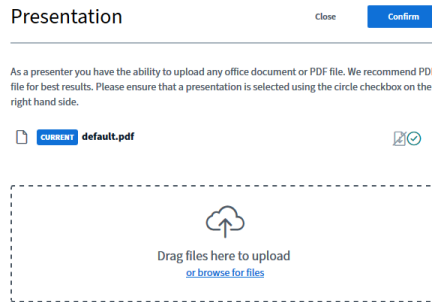 Presentation Close Confirm
As a presenter you have the ability to upload any office document or PDF file. We recommend PD
file for best results. Please ensure that a presentation is selected using the circle checkbox on the
right hand side.
CURRENT default.pdf
Drag files here to upload
or browse for files